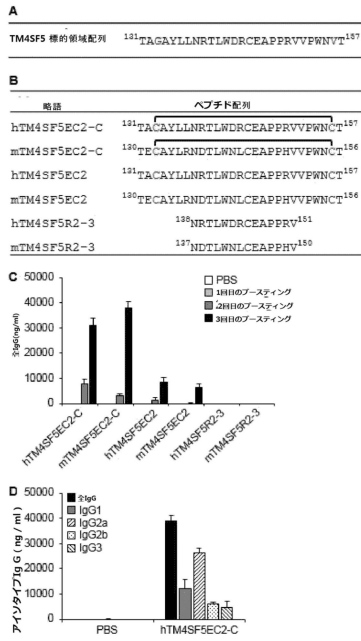 A
TM4SF5 標的領域配列 131TAGAYLLNRTLWDRCEAPPRVVPWNVT157
B
略語 ペプチド配列
hTM4SF5EC2-C 131TACAYLLNRTLWDRCEAPPRVVPWNCT157
mTM4SF5EC2-C 130TECAYLRNDTLWNLCEAPPHVVPWNCT156
hTM4SF5EC2 131TACAYLLNRTLWDRCEAPPRVVPWNCT157
mTM4SF5EC2 130TECAYLRNDTLWNLCEAPPHVVPWNCT156
hTM4SF5R2-3 138NRTLWDRCEAPPRV151
mTM4SF5R2-3 137NDTLWNLCEAPPHV150
C
全IgG(ng/ml)
50000
40000
30000
20000
10000
0
PBS
1回目のブースティング
2回目のブースティング
3回目のブースティング
hTM4SF5EC2-C
mTM4SF5EC2-C
hTM4SF5EC2
mTM4SF5EC2
hTM4SF5R2-3
mTM4SF5R2-3
D
アイソタイプIgG(ng/ml)
50000
40000
30000
20000
10000
0
全IgG
IgG1
IgG2a
IgG2b
IgG3
PBS
hTM4SF5EC2-C